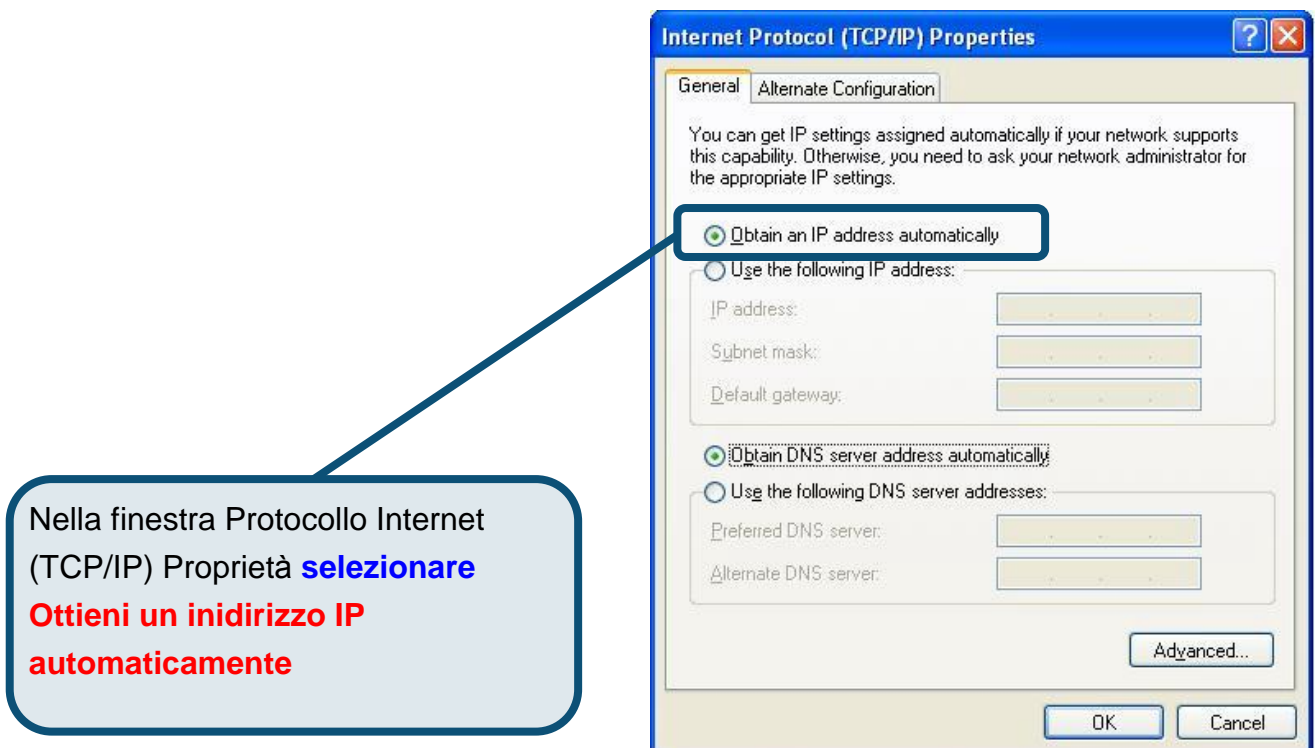 Internet Protocol (TCP/IP) Properties
General
Alternate Configuration
You can get IP settings assigned automatically if your network supports
this capability. Otherwise, you need to ask your network administrator for
the appropriate IP settings.
Obtain an IP address automatically
Use the following IP address:
IP address:
Subnet mask:
Default gateway:
Obtain DNS server address automatically
Use the following DNS server addresses:
Preferred DNS server:
Alternate DNS server:
Advanced...
OK
Cancel
Nella finestra Protocollo Internet
(TCP/IP) Proprietà selezionare
Ottieni un inidirizzo IP
automaticamente